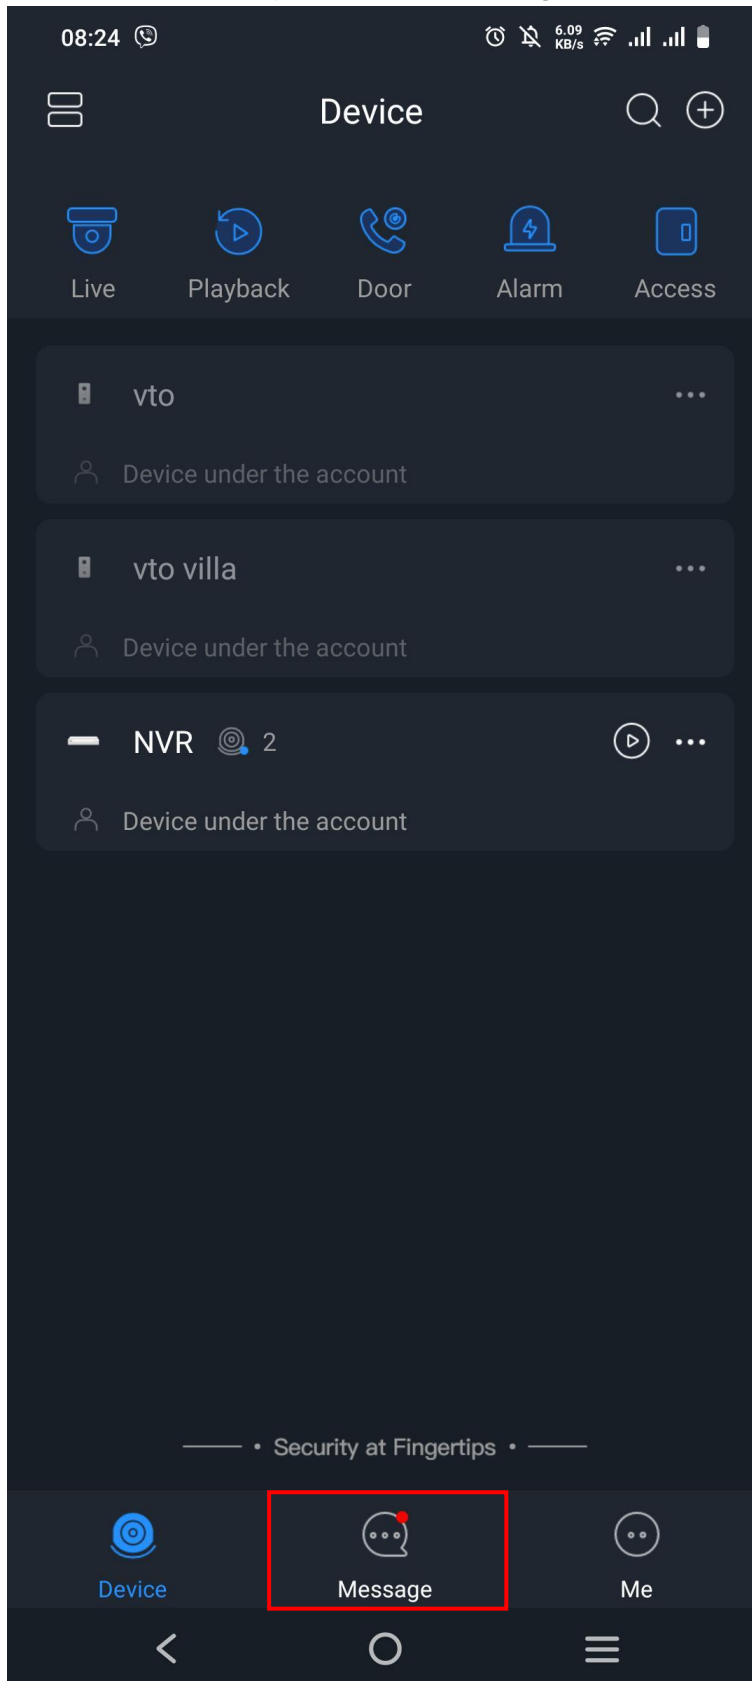 08:24 6.09 KB/s
Device
Live Playback Door Alarm Access
vto
Device under the account
vto villa
Device under the account
NVR 2
Device under the account
Security at Fingertips
Device Message Me